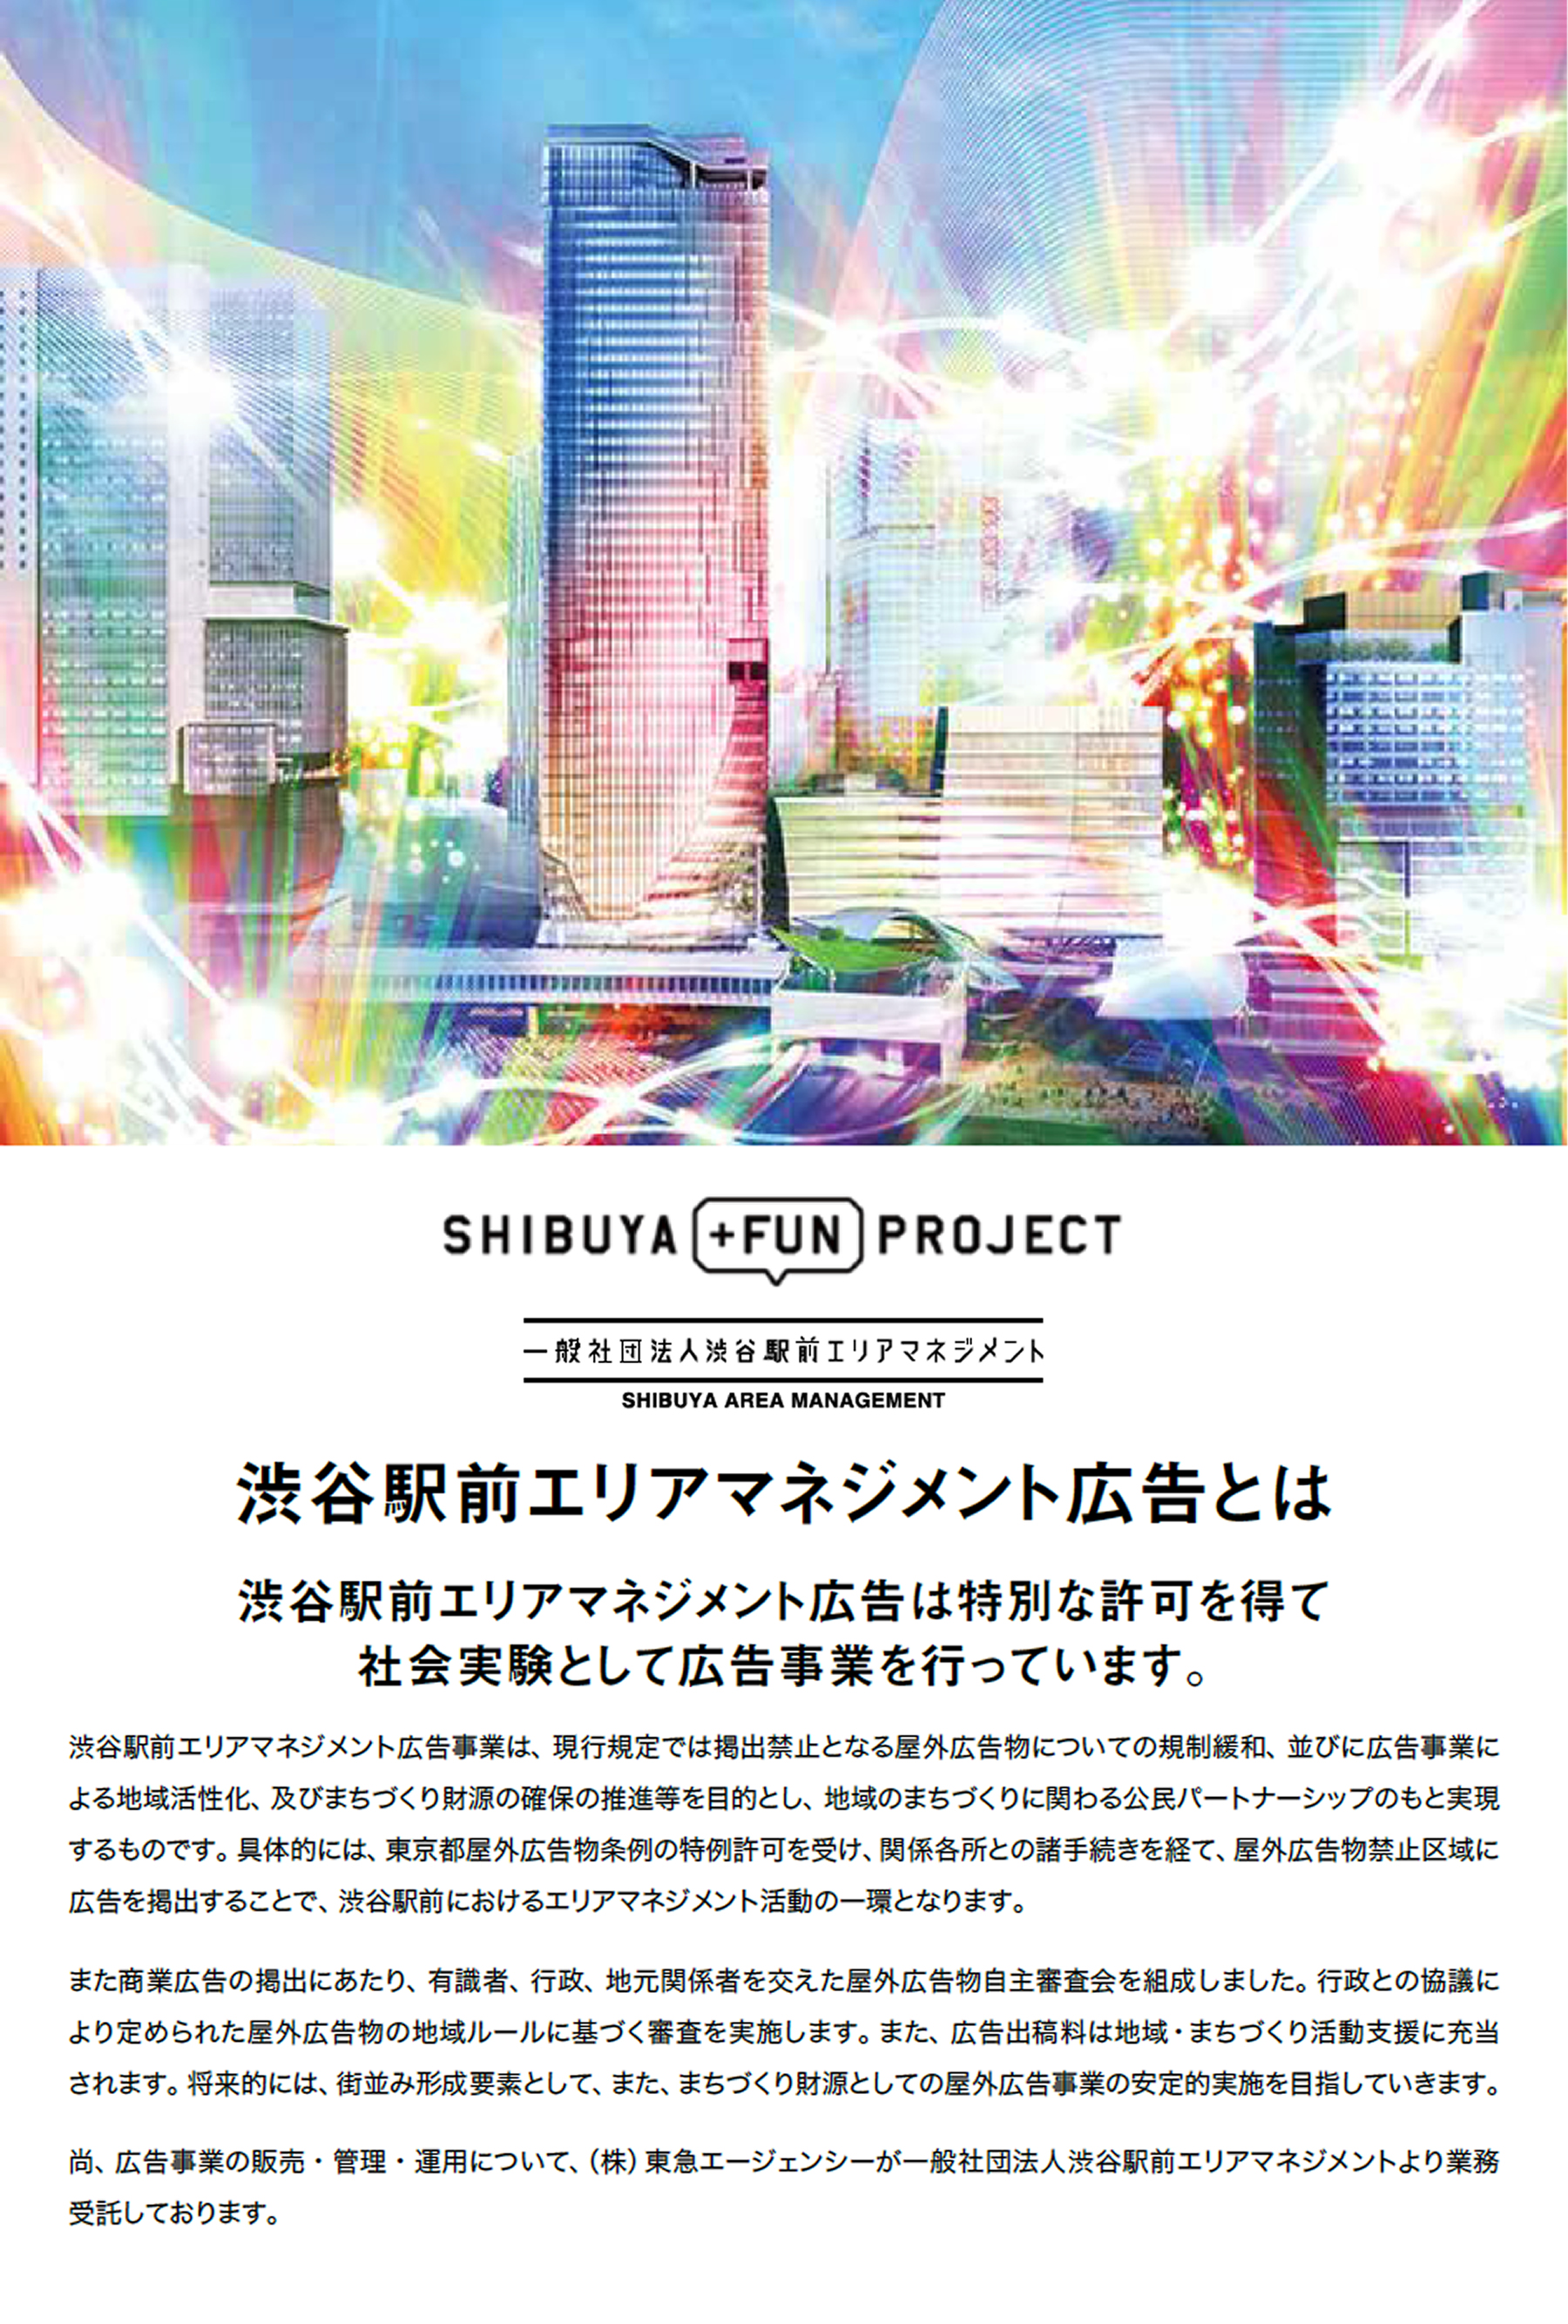 SHIBUYA +FUN PROJECT
一般社団法人渋谷駅前エリアマネジメント
SHIBUYA AREA MANAGEMENT
渋谷駅前エリアマネジメント広告とは
渋谷駅前エリアマネジメント広告は特別な許可を得て
社会実験として広告事業を行っています。
渋谷駅前エリアマネジメント広告事業は、現行規定では掲出禁止となる屋外広告物についての規制緩和、並びに広告事業に
よる地域活性化、及びまちづくり財源の確保の推進等を目的とし、地域のまちづくりに関わる公民パートナーシップのもと実現
するものです。具体的には、東京都屋外広告物条例の特例許可を受け、関係各所との諸手続きを経て、屋外広告物禁止区域に
広告を掲出することで、渋谷駅前におけるエリアマネジメント活動の一環となります。
また商業広告の掲出にあたり、有識者、行政、地元関係者を交えた屋外広告物自主審査会を組成しました。行政との協議に
より定められた屋外広告物の地域ルールに基づく審査を実施します。また、広告出稿料は地域・まちづくり活動支援に充当
されます。将来的には、街並み形成要素として、また、まちづくり財源としての屋外広告事業の安定的実施を目指していきます。
尚、広告事業の販売・管理・運用について、（株）東急エージェンシーが一般社団法人渋谷駅前エリアマネジメントより業務
受託しております。